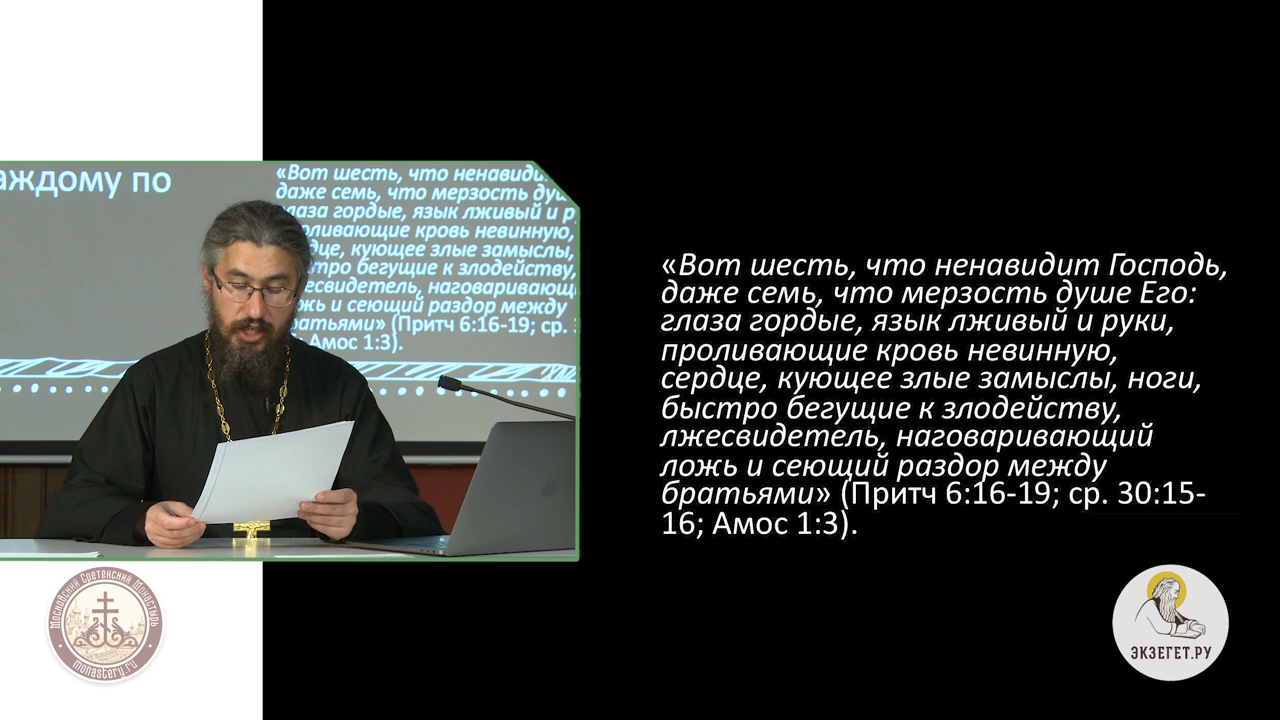 аждому по
«Вот шесть, что ненавиди
даже семь, что мерзость
глаза гордые, язык лживый и р
проливающие кровь невинную,
сердце, кующее злые замыслы,
быстро бегущие к злодейству,
лжесвидетель, наговаривающ
ложь и сеющий раздор между
братьями» (Притч 6:16-19; ср.
Амос 1:3).
«Вот шесть, что ненавидит Господь,
даже семь, что мерзость душе Его:
глаза гордые, язык лживый и руки,
проливающие кровь невинную,
сердце, кующее злые замыслы, ноги,
быстро бегущие к злодейству,
лжесвидетель, наговаривающий
ложь и сеющий раздор между
братьями» (Притч 6:16-19; ср. 30:15-
16; Амос 1:3).
Московский Сретенский Монастырь
monastery.ru
ЭКЗЕГЕТ.РУ